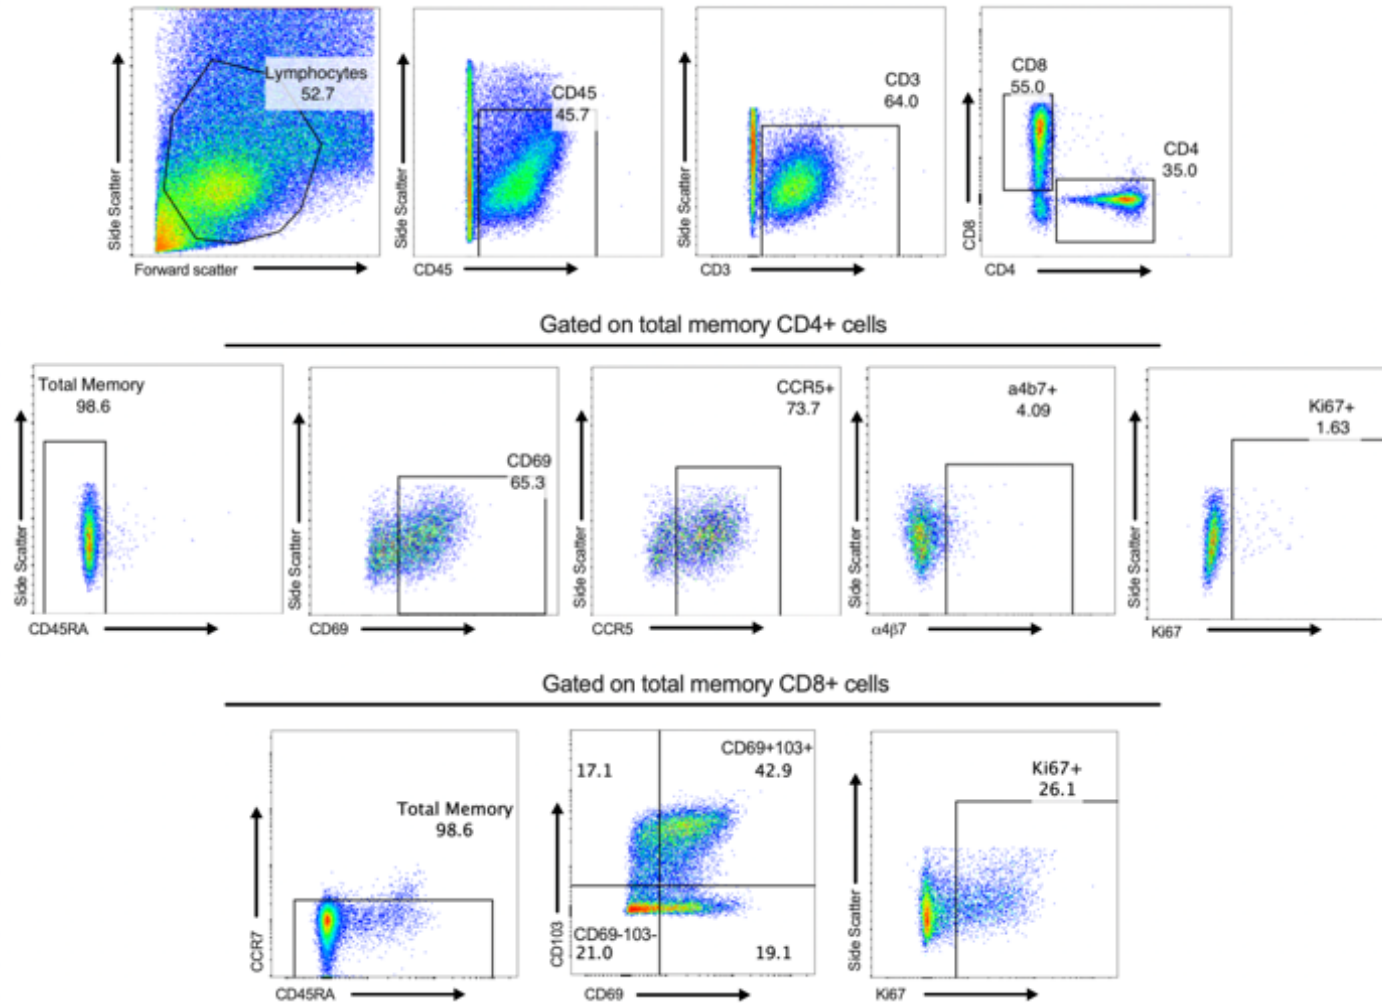 Lymphocytes
52.7
Side Scatter
Forward scatter
CD45
45.7
Side Scatter
CD45
CD3
64.0
Side Scatter
CD3
CD8
55.0
CD4
35.0
CD8
CD4
Gated on total memory CD4+ cells
Total Memory
98.6
Side Scatter
CD45RA
CD69
65.3
Side Scatter
CD69
CCR5+
73.7
Side Scatter
CCR5
a4b7+
4.09
Side Scatter
α4β7
Ki67+
1.63
Side Scatter
Ki67
Gated on total memory CD8+ cells
Total Memory
98.6
CCR7
CD45RA
CD69+103+
17.1 42.9
CD69-103-
21.0 19.1
CD103
CD69
Ki67+
26.1
Side Scatter
Ki67